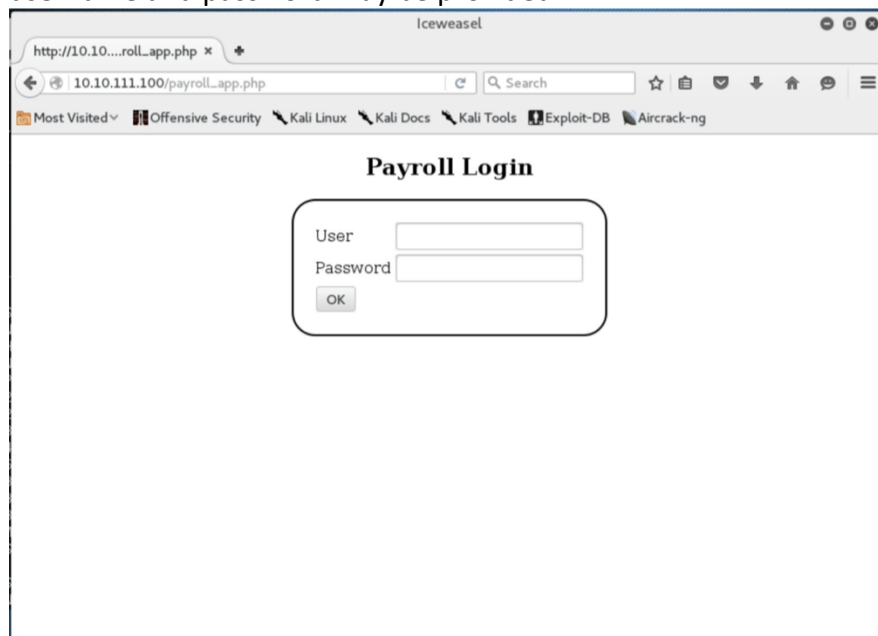 Iceweasel
http://10.10....roll_app.php
10.10.111.100/payroll_app.php
Search
Most Visited
Offensive Security
Kali Linux
Kali Docs
Kali Tools
Exploit-DB
Aircrack-ng
Payroll Login
User
Password
OK